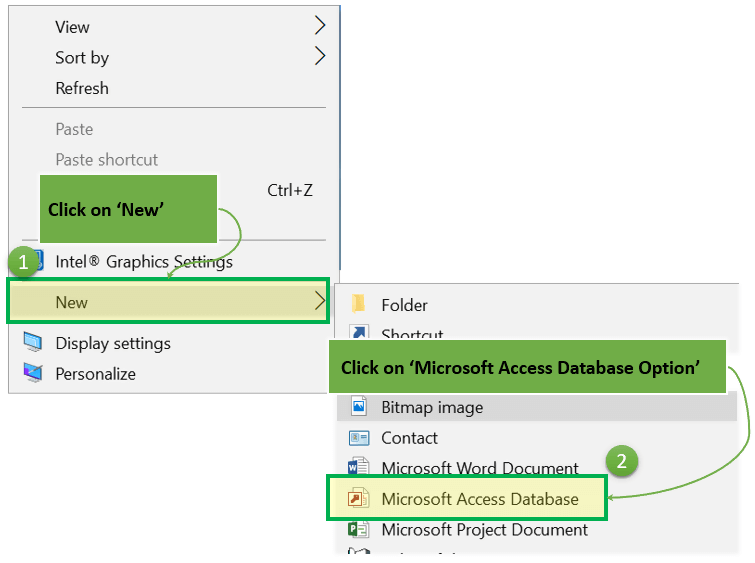 View
Sort by
Refresh
Paste
Paste shortcut
Ctrl+Z
Click on ‘New’
1
Intel® Graphics Settings
New
Display settings
Personalize
Folder
Shortcut
Click on ‘Microsoft Access Database Option’
Bitmap image
Contact
Microsoft Word Document
2
Microsoft Access Database
Microsoft Project Document